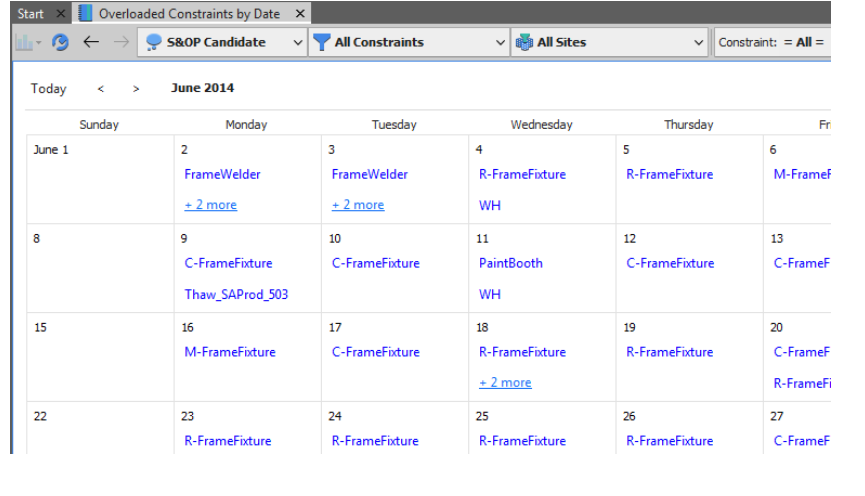 Start × Overloaded Constraints by Date ×
S&OP Candidate All Constraints All Sites Constraint: = All =
Today < > June 2014
Sunday Monday Tuesday Wednesday Thursday
June 1 2 3 4 5 6
FrameWelder FrameWelder R-FrameFixture R-FrameFixture M-FrameF
+ 2 more + 2 more WH
8 9 10 11 12 13
C-FrameFixture C-FrameFixture PaintBooth C-FrameFixture C-FrameF
Thaw_SAProd_503 WH
15 16 17 18 19 20
M-FrameFixture C-FrameFixture R-FrameFixture R-FrameFixture C-FrameF
+ 2 more R-FrameFi
22 23 24 25 26 27
R-FrameFixture R-FrameFixture R-FrameFixture R-FrameFixture C-FrameF